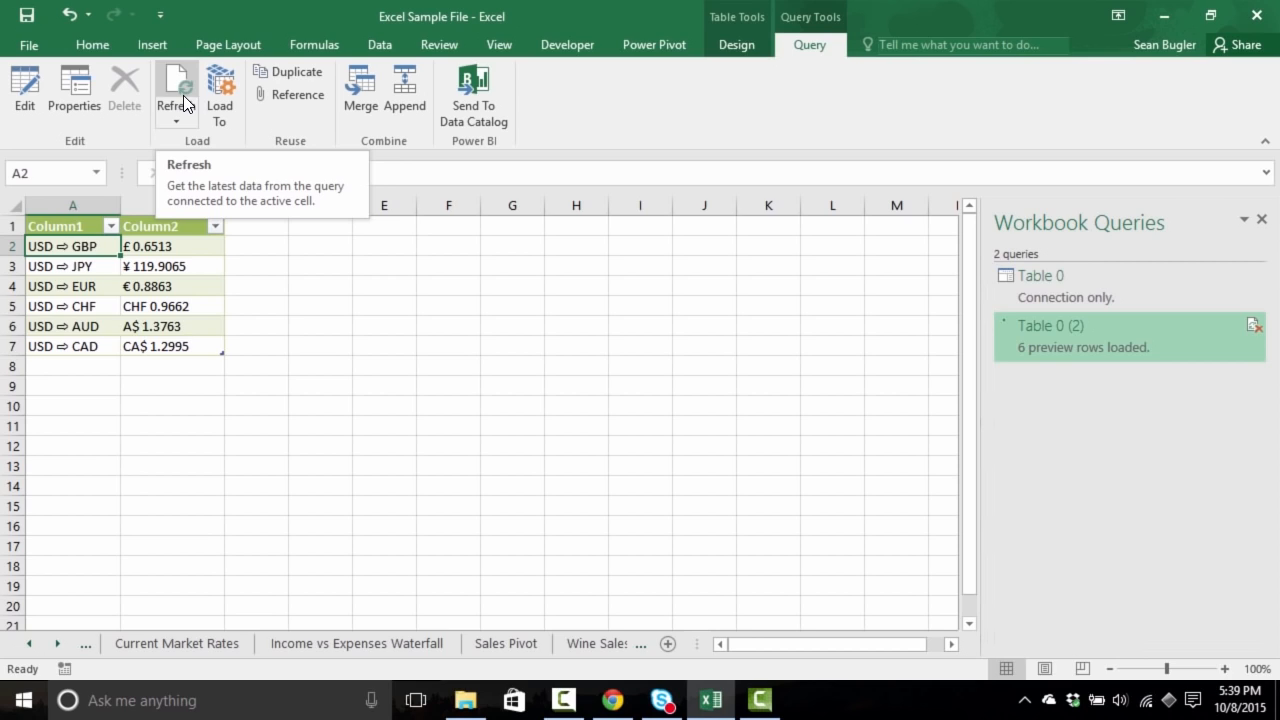 Excel Sample File - Excel
Table Tools
Query Tools
File
Home
Insert
Page Layout
Formulas
Data
Review
View
Developer
Power Pivot
Design
Query
Tell me what you want to do...
Sean Bugler
Share
Edit
Properties
Delete
Load
To
Duplicate
Reference
Merge
Append
Send To
Data Catalog
Edit
Load
Reuse
Combine
Power BI
A2
Refresh
Get the latest data from the query
connected to the active cell.
A E F G H I J K L M
1 Column1 Column2
2 USD ⇨ GBP £ 0.6513
3 USD ⇨ JPY ¥ 119.9065
4 USD ⇨ EUR € 0.8863
5 USD ⇨ CHF CHF 0.9662
6 USD ⇨ AUD A$ 1.3763
7 USD ⇨ CAD CA$ 1.2995
8
9
10
11
12
13
14
15
16
17
18
19
20
21
Workbook Queries
2 queries
Table 0
Connection only.
Table 0 (2)
6 preview rows loaded.
... Current Market Rates
Income vs Expenses Waterfall
Sales Pivot
Wine Sales ...
Ready
100%
Ask me anything
5:39 PM
10/8/2015